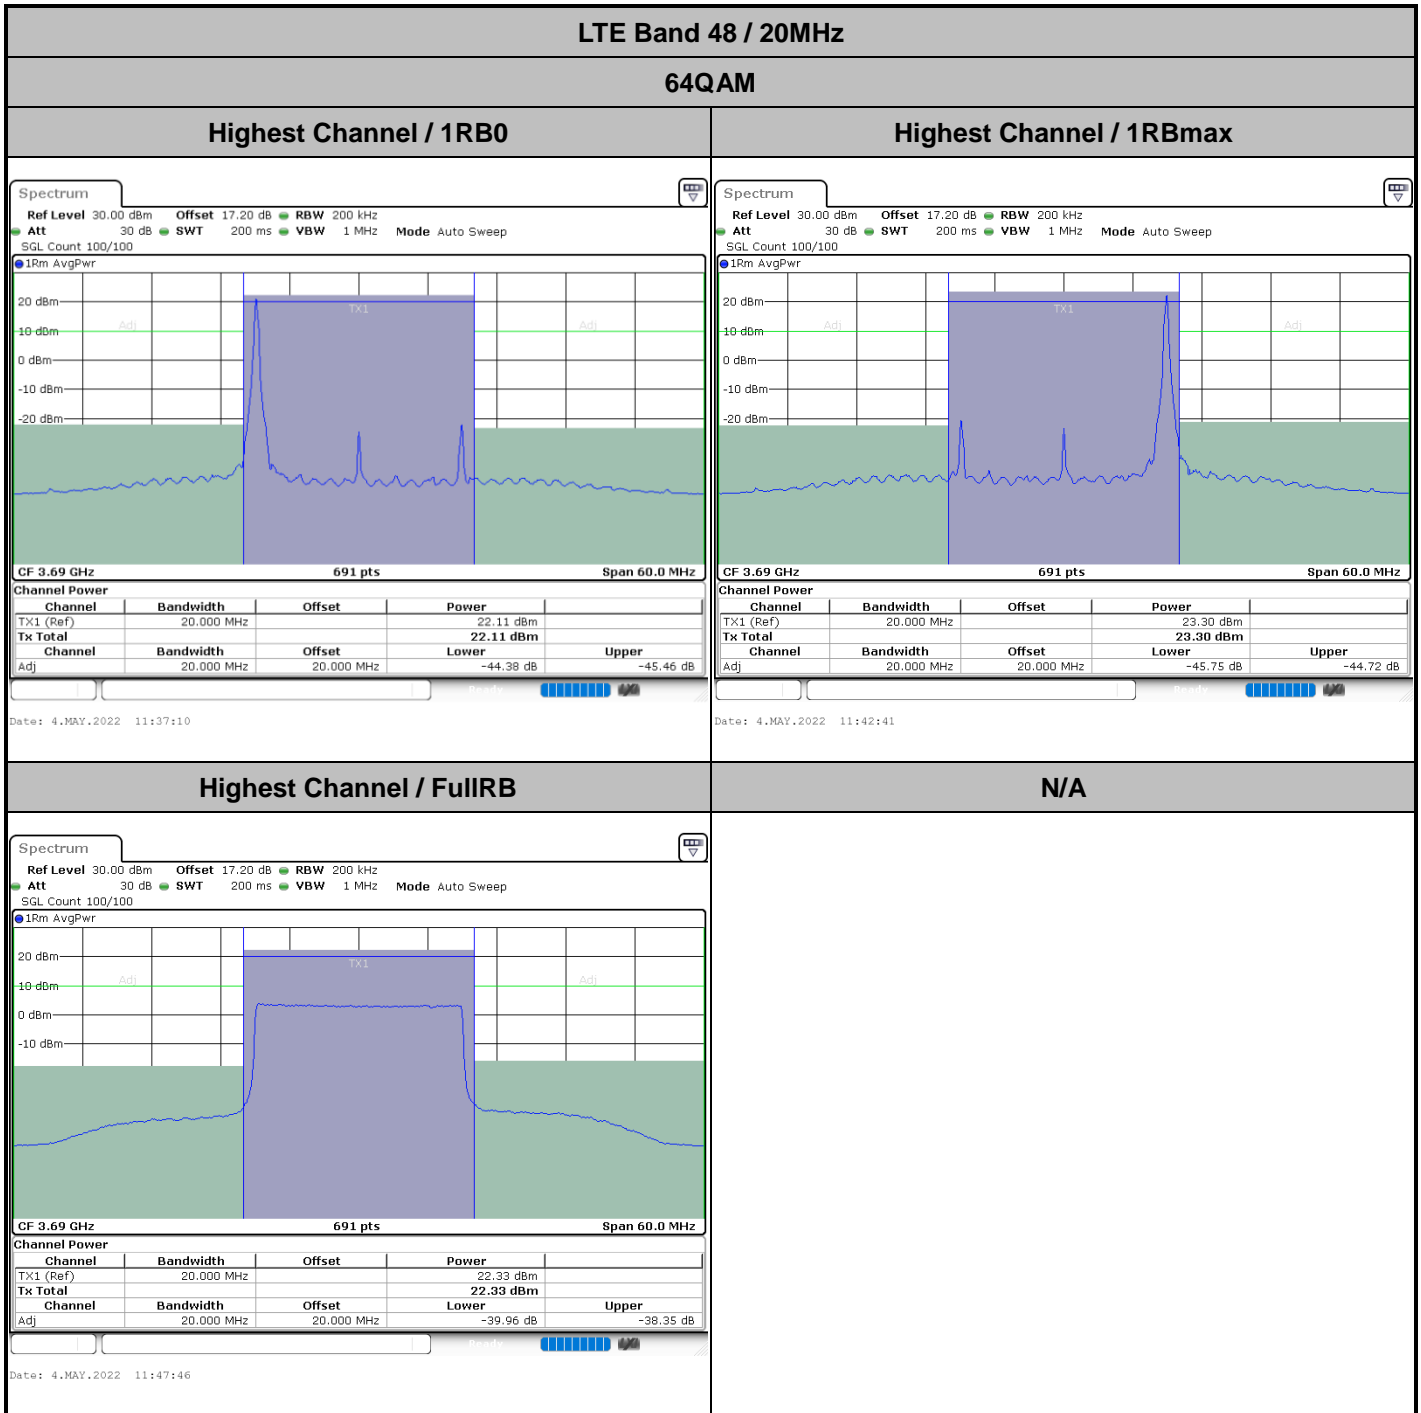 LTE Band 48 / 20MHz
64QAM
Highest Channel / 1RB0
Highest Channel / 1RBmax
Spectrum
Ref Level 30.00 dBm Offset 17.20 dB RBW 200 kHz
Att 30 dB SWT 200 ms VBW 1 MHz Mode Auto Sweep
SGL Count 100/100
1Rm AvgPwr
TX1
Adj
Adj
20 dBm
10 dBm
0 dBm
-10 dBm
-20 dBm
CF 3.69 GHz 691 pts Span 60.0 MHz
Channel Power
Channel Bandwidth Offset Power
TX1 (Ref) 20.000 MHz 22.11 dBm
Tx Total 22.11 dBm
Channel Bandwidth Offset Lower Upper
Adj 20.000 MHz 20.000 MHz -44.38 dB -45.46 dB
Ready
Date: 4.MAY.2022 11:37:10
Spectrum
Ref Level 30.00 dBm Offset 17.20 dB RBW 200 kHz
Att 30 dB SWT 200 ms VBW 1 MHz Mode Auto Sweep
SGL Count 100/100
1Rm AvgPwr
TX1
Adj
Adj
20 dBm
10 dBm
0 dBm
-10 dBm
-20 dBm
CF 3.69 GHz 691 pts Span 60.0 MHz
Channel Power
Channel Bandwidth Offset Power
TX1 (Ref) 20.000 MHz 23.30 dBm
Tx Total 23.30 dBm
Channel Bandwidth Offset Lower Upper
Adj 20.000 MHz 20.000 MHz -45.75 dB -44.72 dB
Ready
Date: 4.MAY.2022 11:42:41
Highest Channel / FullRB
N/A
Spectrum
Ref Level 30.00 dBm Offset 17.20 dB RBW 200 kHz
Att 30 dB SWT 200 ms VBW 1 MHz Mode Auto Sweep
SGL Count 100/100
1Rm AvgPwr
TX1
Adj
Adj
20 dBm
10 dBm
0 dBm
-10 dBm
CF 3.69 GHz 691 pts Span 60.0 MHz
Channel Power
Channel Bandwidth Offset Power
TX1 (Ref) 20.000 MHz 22.33 dBm
Tx Total 22.33 dBm
Channel Bandwidth Offset Lower Upper
Adj 20.000 MHz 20.000 MHz -39.96 dB -38.35 dB
Ready
Date: 4.MAY.2022 11:47:46